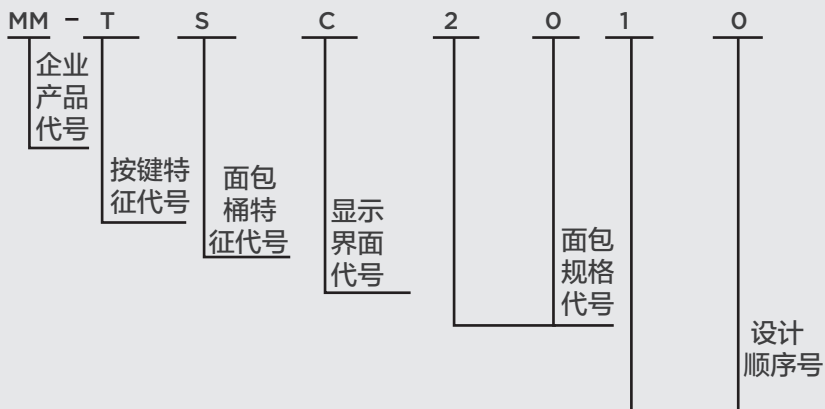 MM - T S C 2 0 1 0
企业
产品
代号
按键特
征代号
面包
桶特
征代号
显示
界面
代号
面包
规格
代号
设计
顺序号